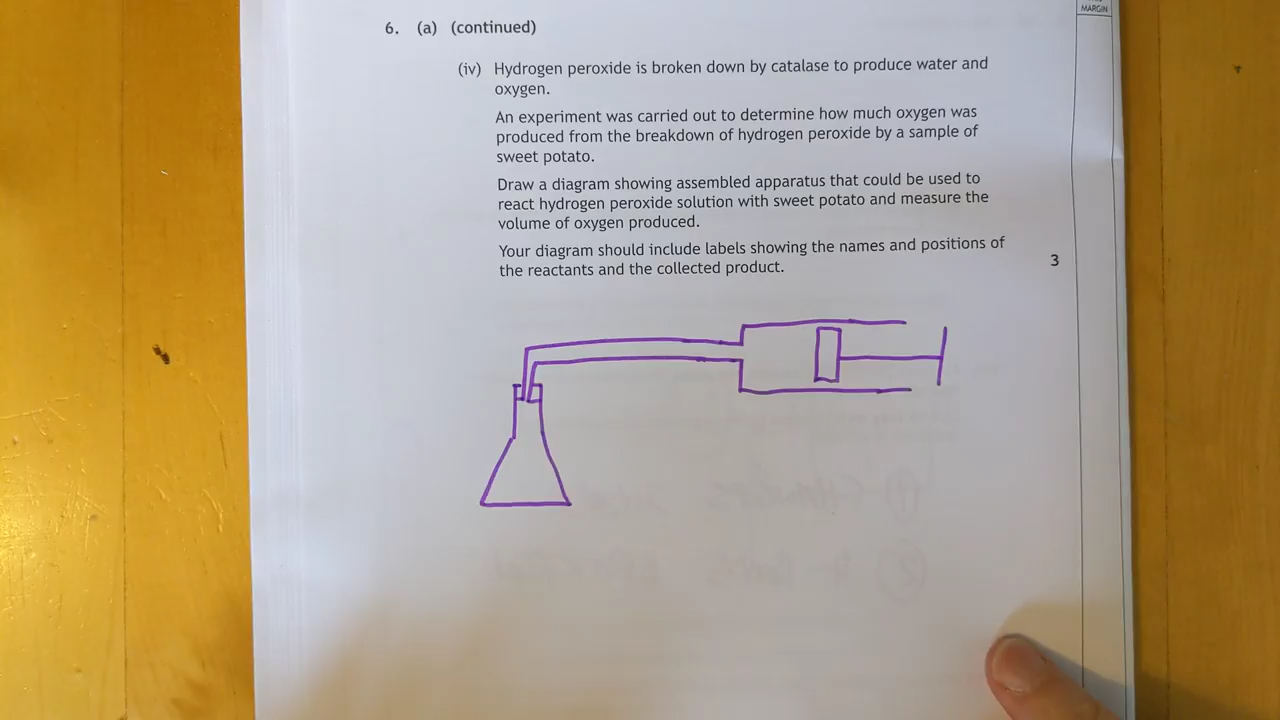 MARGIN
6. (a) (continued)
(iv) Hydrogen peroxide is broken down by catalase to produce water and
oxygen.
An experiment was carried out to determine how much oxygen was
produced from the breakdown of hydrogen peroxide by a sample of
sweet potato.
Draw a diagram showing assembled apparatus that could be used to
react hydrogen peroxide solution with sweet potato and measure the
volume of oxygen produced.
Your diagram should include labels showing the names and positions of
the reactants and the collected product.
3